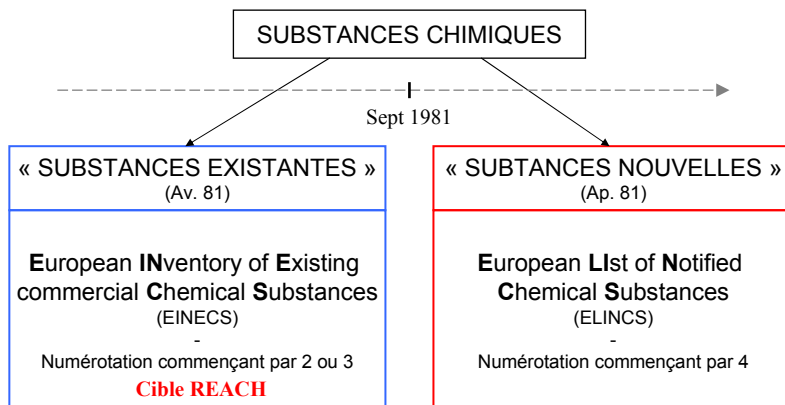 SUBSTANCES CHIMIQUES
Sept 1981
« SUBSTANCES EXISTANTES »
(Av. 81)
European INventory of Existing
commercial Chemical Substances
(EINECS)
-
Numérotation commençant par 2 ou 3
Cible REACH
« SUBTANCES NOUVELLES »
(Ap. 81)
European LIst of Notified
Chemical Substances
(ELINCS)
-
Numérotation commençant par 4